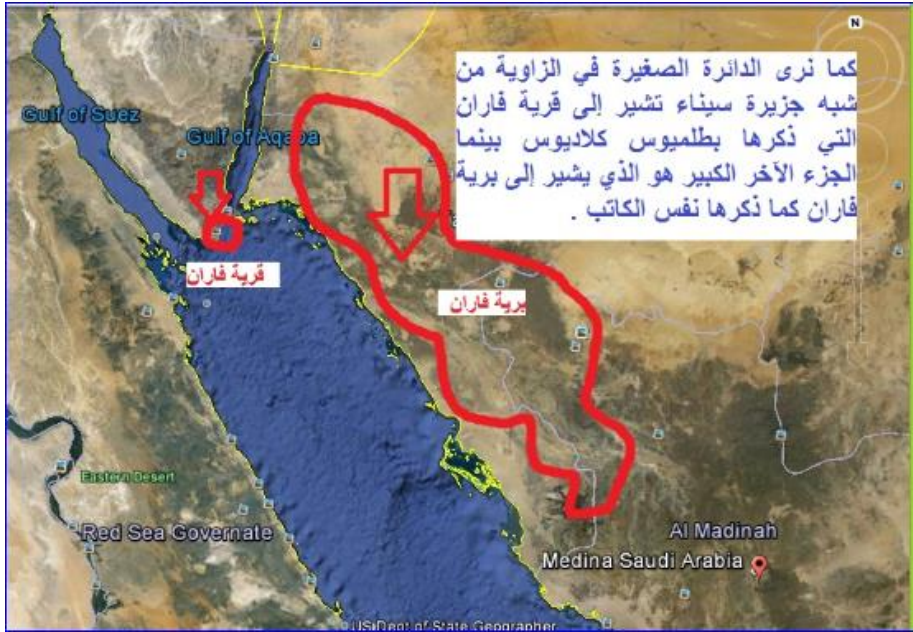 N
كما نرى الدائرة الصغيرة في الزاوية من
شبه جزيرة سيناء تشير إلى قرية فاران
التي ذكرها بطلميوس كلاديوس بينما
الجزء الآخر الكبير هو الذي يشير إلى برية
فاران كما ذكرها نفس الكاتب .
Gulf of Suez
Gulf of Aqaba
قرية فاران
برية فاران
Eastern Desert
Red Sea Governate
Al Madinah
Medina Saudi Arabia
US Dept of State Geographer